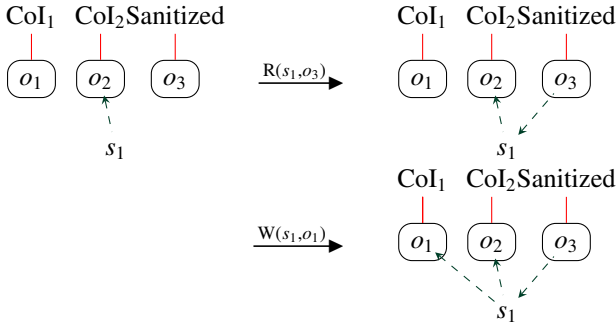 CoI₁ CoI₂Sanitized CoI₁ CoI₂Sanitized
o₁ o₂ o₃ R(s₁,o₃) o₁ o₂ o₃
s₁ s₁
CoI₁ CoI₂Sanitized
W(s₁,o₁) o₁ o₂ o₃
s₁